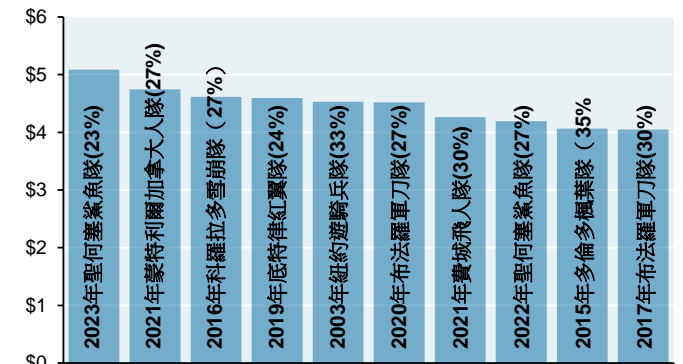 $6
$5
$4
$3
$2
$1
$0
2023年聖何塞鯊魚隊(23%)
2021年蒙特利爾加拿大人隊(27%)
2016年科羅拉多雪崩隊（27%）
2019年底特律紅翼隊(24%)
2003年紐約遊騎兵隊(33%)
2020年布法羅軍刀隊(27%)
2021年費城飛人隊(30%)
2022年聖何塞鯊魚隊(27%)
2015年多倫多楓葉隊（35%
2017年布法羅軍刀隊(30%)